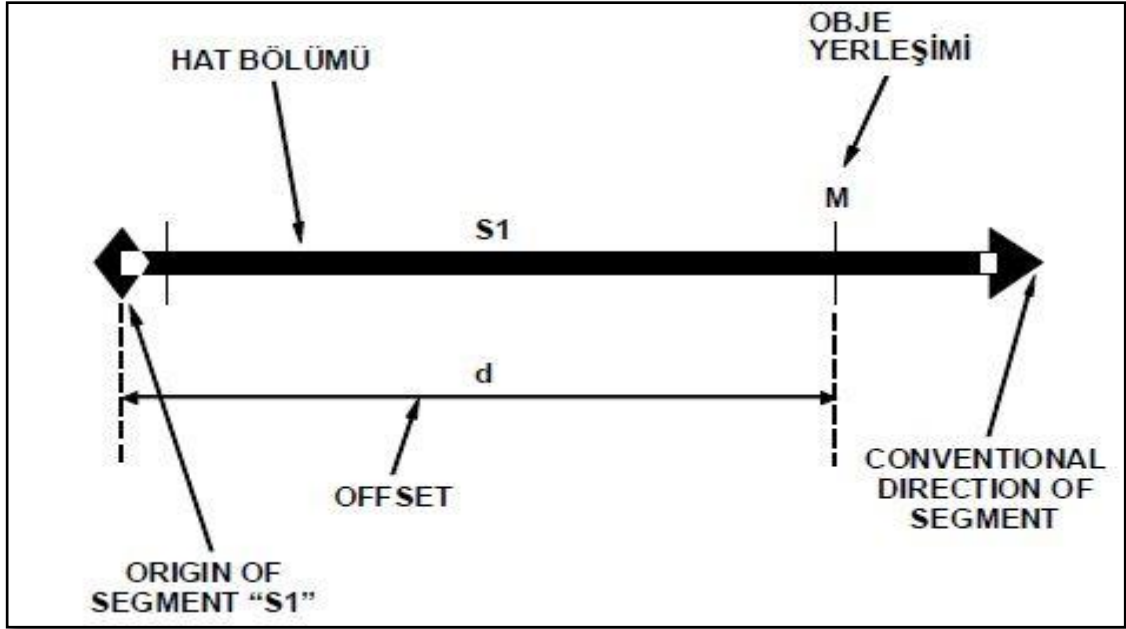 HAT BÖLÜMÜ
OBJE
YERLEŞİMİ
M
S1
d
OFFSET
CONVENTIONAL
DIRECTION OF
SEGMENT
ORIGIN OF
SEGMENT “S1”